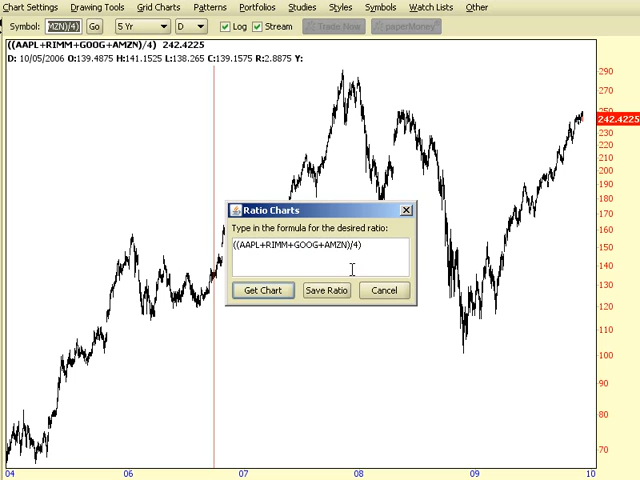 Chart Settings Drawing Tools Grid Charts Patterns Portfolios Studies Styles Symbols Watch Lists Other
Symbol: MZN)/4) Go 5 Yr D Log Stream Trade Now paperMoney
((AAPL+RIMM+GOOG+AMZN)/4) 242.4225
D: 10/05/2006 O:139.4875 H:141.1525 L:138.265 C:139.1575 R:2.8875 Y:
290
270
250
242.4225
230
220
210
200
190
180
170
160
150
140
130
120
110
100
90
80
70
Ratio Charts
Type in the formula for the desired ratio:
((AAPL+RIMM+GOOG+AMZN)/4)
Get Chart Save Ratio Cancel
04 06 07 08 09 10